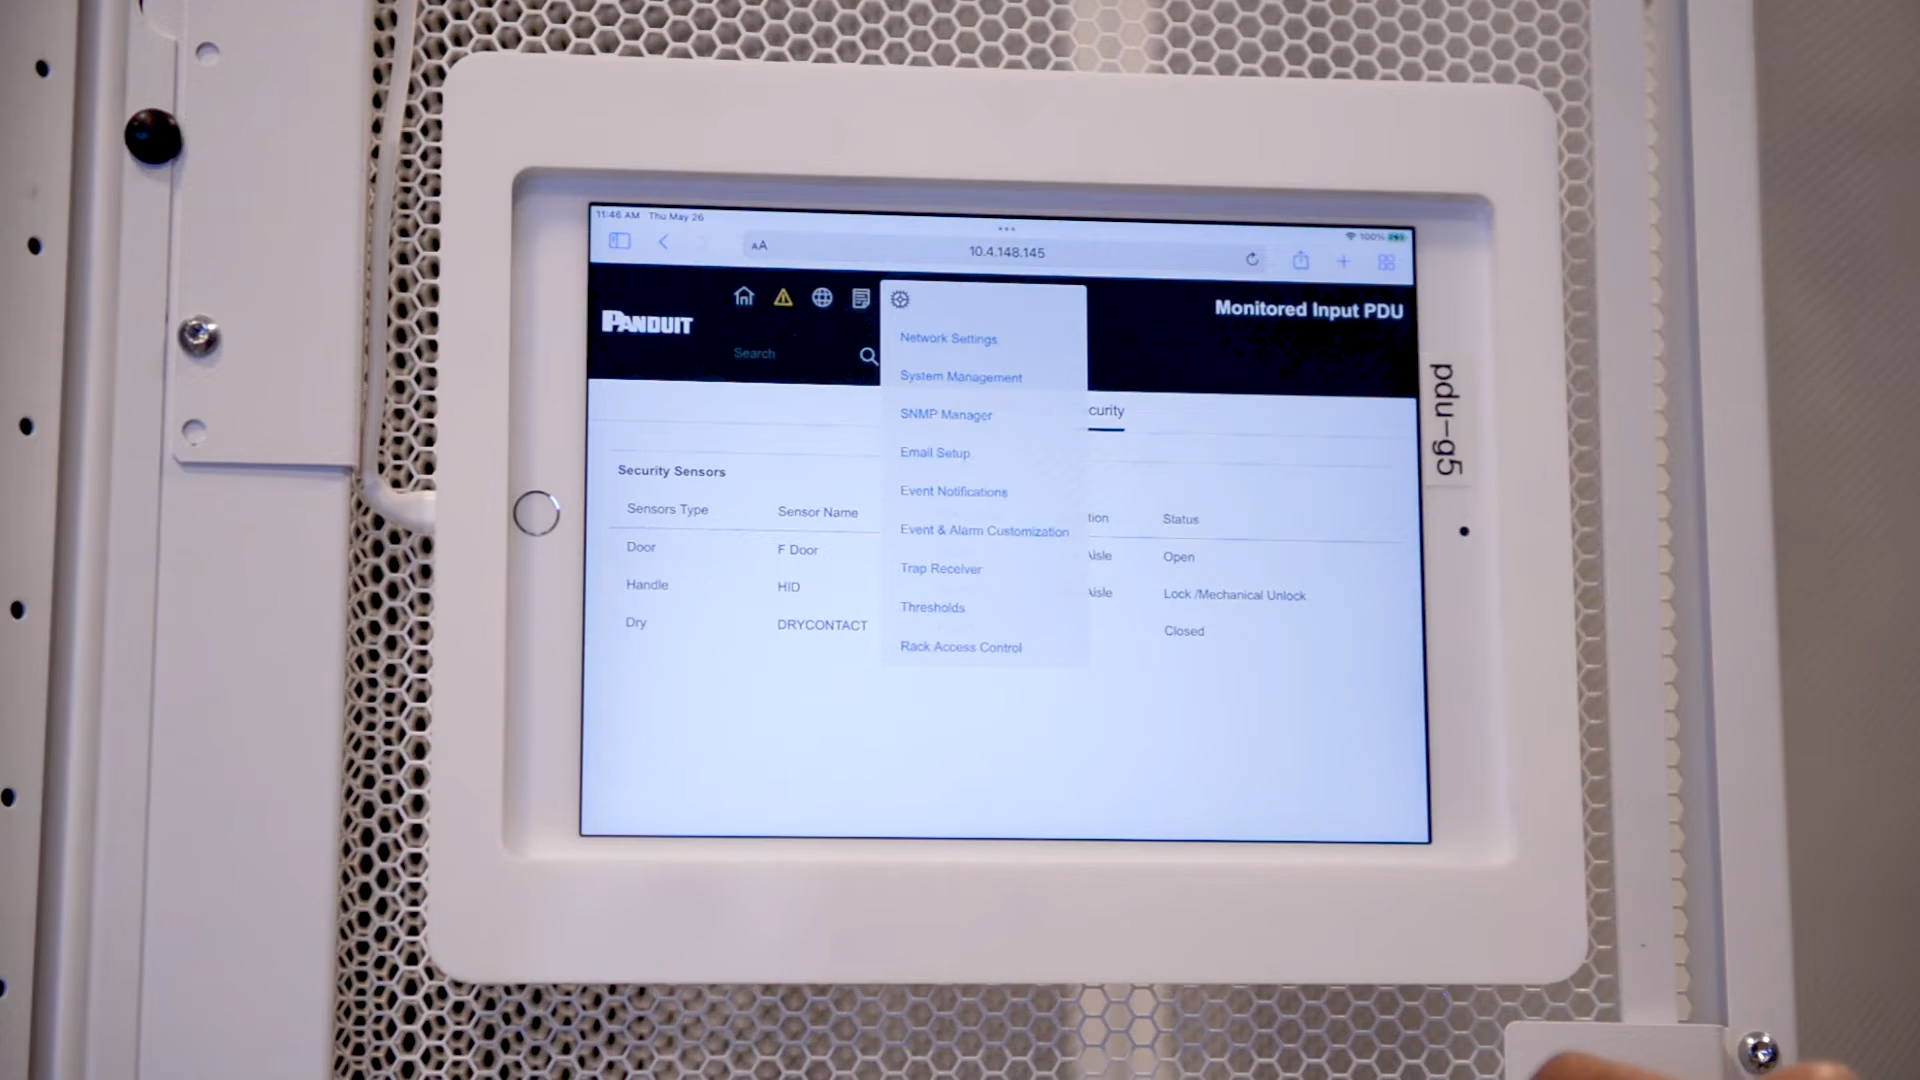 11:46 AM Thu May 26
100%
AA
10.4.148.145
PANDUIT
Search
Monitored Input PDU
Network Settings
System Management
SNMP Manager
Email Setup
Event Notifications
Event & Alarm Customization
Trap Receiver
Thresholds
Rack Access Control
curity
Security Sensors
Sensors Type Sensor Name tion Status
Door F Door Aisle Open
Handle HID Aisle Lock /Mechanical Unlock
Dry DRYCONTACT Closed
pdu-g5